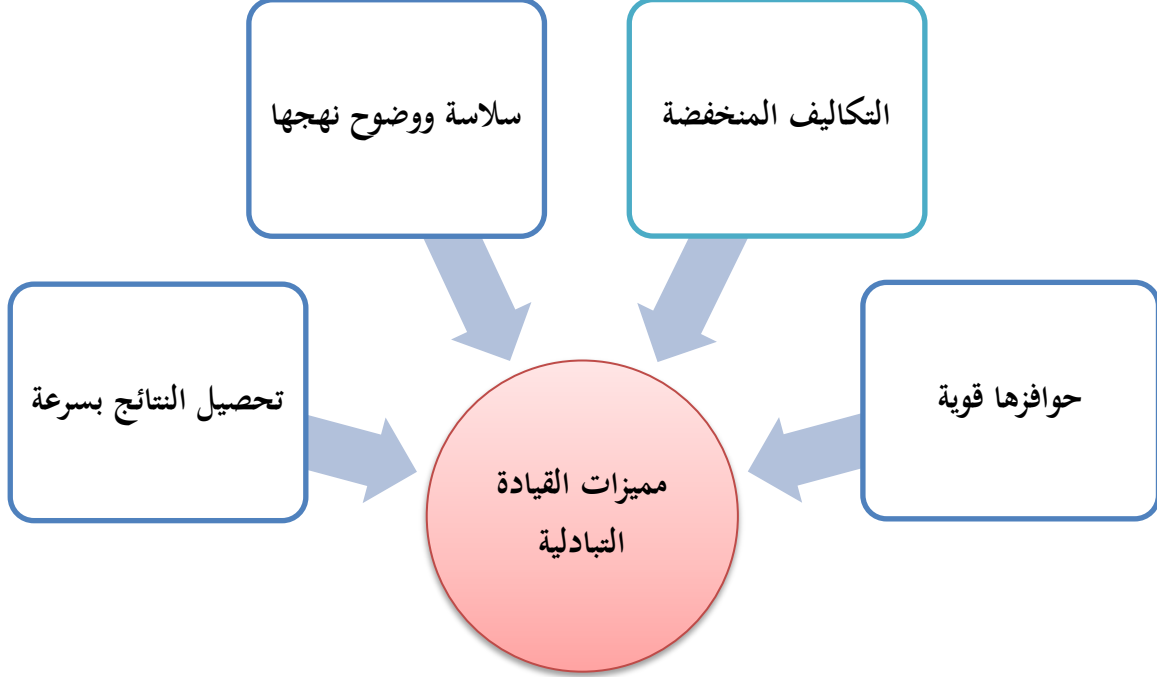 التكاليف المنخفضة
سلاسة ووضوح نهجها
حوافزها قوية
تحصيل النتائج بسرعة
مميزات القيادة
التبادلية